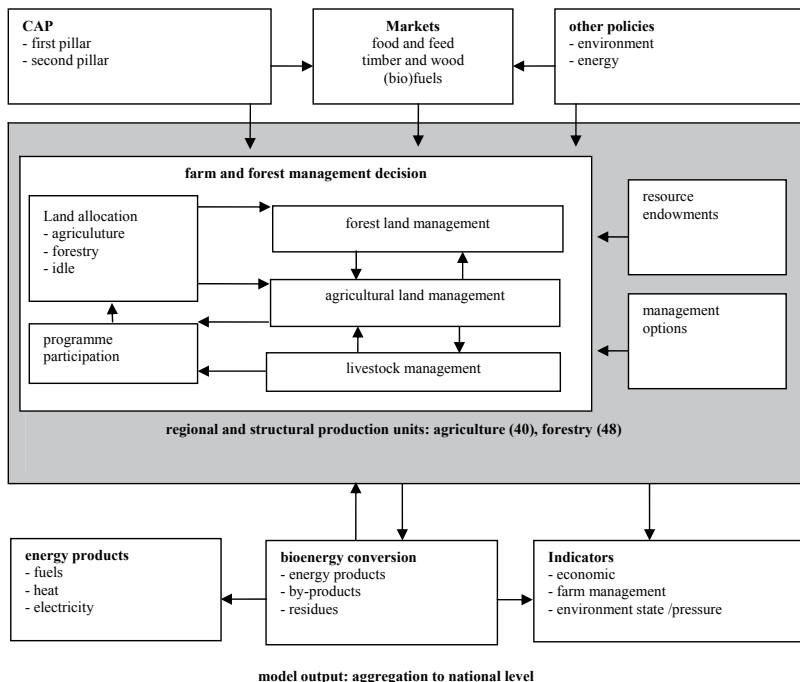 CAP
- first pillar
- second pillar
Markets
food and feed
timber and wood
(bio)fuels
other policies
- environment
- energy
farm and forest management decision
Land allocation
- agriculuture
- forestry
- idle
forest land management
agricultural land management
programme
participation
livestock management
resource
endowments
management
options
regional and structural production units: agriculture (40), forestry (48)
energy products
- fuels
- heat
- electricity
bioenergy conversion
- energy products
- by-products
- residues
Indicators
- economic
- farm management
- environment state /pressure
model output: aggregation to national level